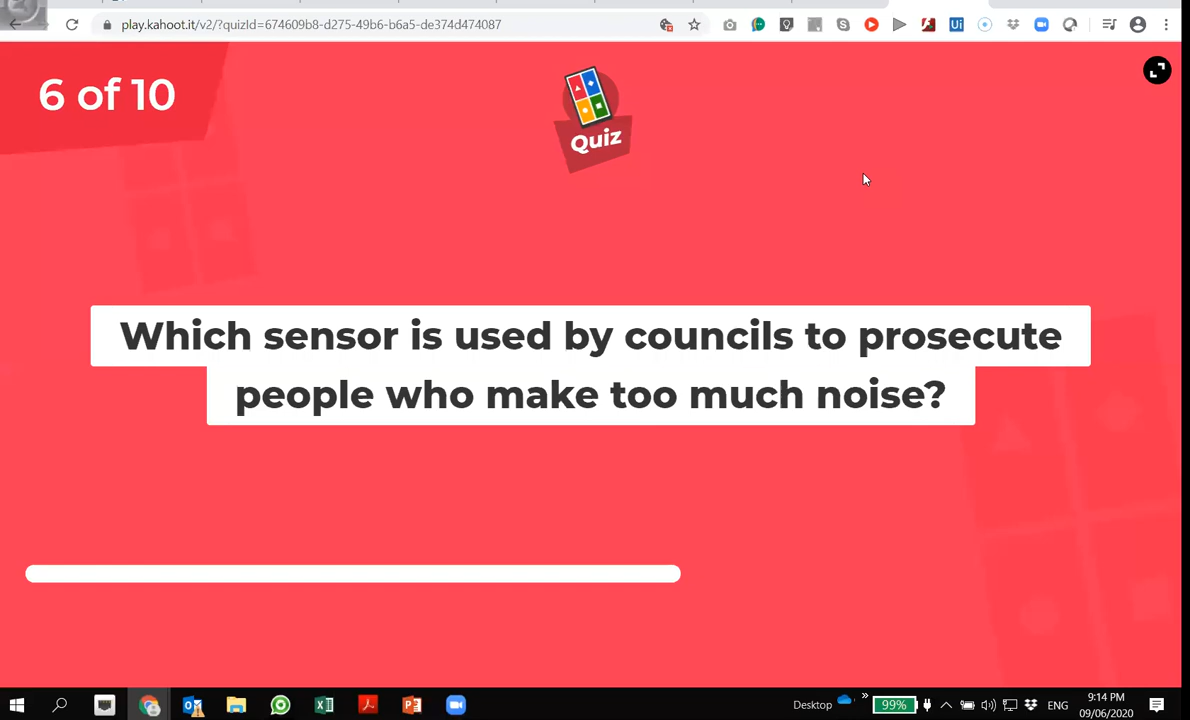 play.kahoot.it/v2/?quizId=674609b8-d275-49b6-b6a5-de374d474087
Ui
6 of 10
Quiz
Which sensor is used by councils to prosecute
people who make too much noise?
Desktop
99%
ENG
9:14 PM
09/06/2020